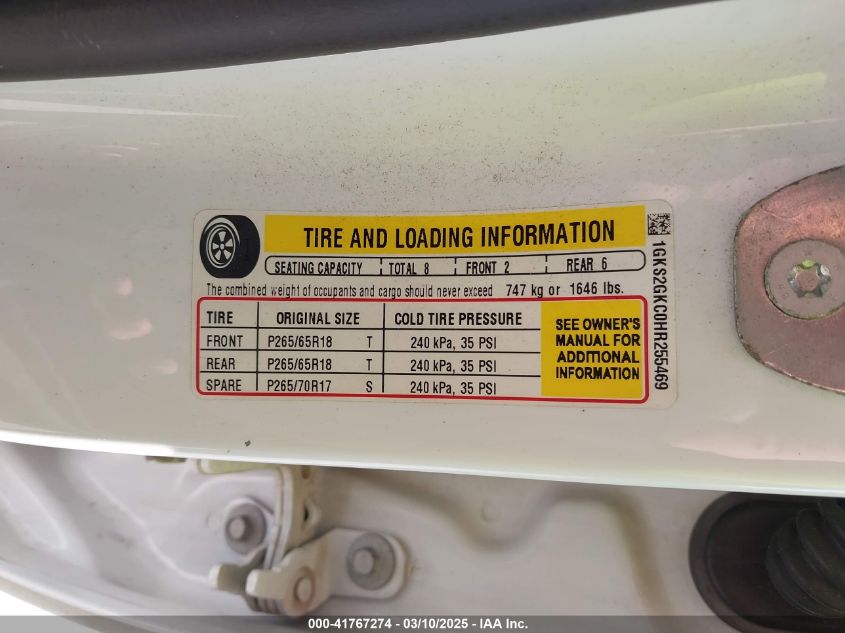 TIRE AND LOADING INFORMATION
SEATING CAPACITY TOTAL 8 FRONT 2 REAR 6
The combined weight of occupants and cargo should never exceed 747 kg or 1646 lbs.
TIRE ORIGINAL SIZE COLD TIRE PRESSURE
FRONT P265/65R18 T 240 kPa, 35 PSI
REAR P265/65R18 T 240 kPa, 35 PSI
SPARE P265/70R17 S 240 kPa, 35 PSI
SEE OWNER'S
MANUAL FOR
ADDITIONAL
INFORMATION
1GKS2GKC0HR255469
000-41767274 - 03/10/2025 - IAA Inc.